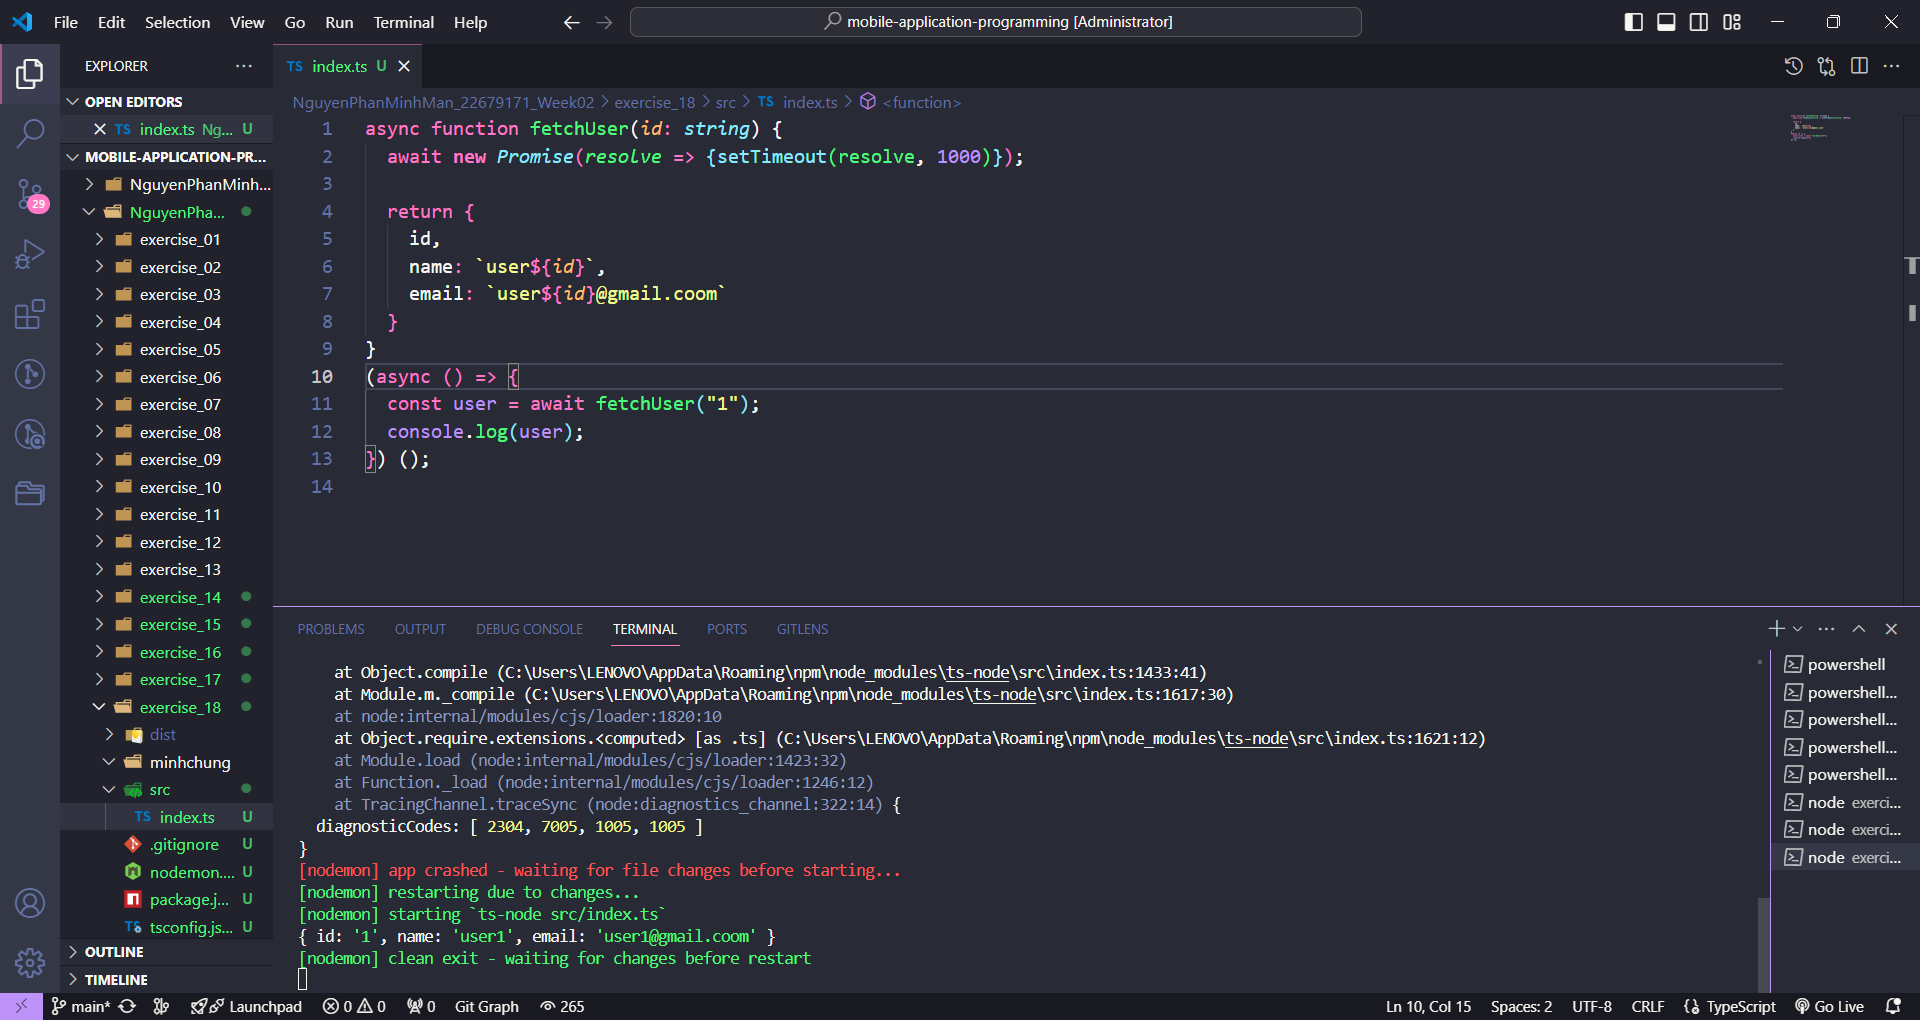 File Edit Selection View Go Run Terminal Help
mobile-application-programming [Administrator]
EXPLORER
OPEN EDITORS
TS index.ts Ng... U
MOBILE-APPLICATION-PR...
NguyenPhanMinh...
NguyenPha...
exercise_01
exercise_02
exercise_03
exercise_04
exercise_05
exercise_06
exercise_07
exercise_08
exercise_09
exercise_10
exercise_11
exercise_12
exercise_13
exercise_14
exercise_15
exercise_16
exercise_17
exercise_18
dist
minhchung
src
TS index.ts U
.gitignore U
nodemon.... U
package.j... U
TS tsconfig.js... U
OUTLINE
TIMELINE
29
TS index.ts U
NguyenPhanMinhMan_22679171_Week02 > exercise_18 > src > TS index.ts > <function>
1 async function fetchUser(id: string) {
2 await new Promise(resolve => {setTimeout(resolve, 1000)});
3
4 return {
5 id,
6 name: `user${id}`,
7 email: `user${id}@gmail.coom`
8 }
9 }
10 (async () => {
11 const user = await fetchUser("1");
12 console.log(user);
13 }) ();
14
PROBLEMS OUTPUT DEBUG CONSOLE TERMINAL PORTS GITLENS
at Object.compile (C:\Users\LENOVO\AppData\Roaming\npm\node_modules\ts-node\src\index.ts:1433:41)
at Module.m._compile (C:\Users\LENOVO\AppData\Roaming\npm\node_modules\ts-node\src\index.ts:1617:30)
at node:internal/modules/cjs/loader:1820:10
at Object.require.extensions.<computed> [as .ts] (C:\Users\LENOVO\AppData\Roaming\npm\node_modules\ts-node\src\index.ts:1621:12)
at Module.load (node:internal/modules/cjs/loader:1423:32)
at Function._load (node:internal/modules/cjs/loader:1246:12)
at TracingChannel.traceSync (node:diagnostics_channel:322:14) {
diagnosticCodes: [ 2304, 7005, 1005, 1005 ]
}
[nodemon] app crashed - waiting for file changes before starting...
[nodemon] restarting due to changes...
[nodemon] starting `ts-node src/index.ts`
{ id: '1', name: 'user1', email: 'user1@gmail.coom' }
[nodemon] clean exit - waiting for changes before restart
powershell
powershell...
powershell...
powershell...
powershell...
node exerci...
node exerci...
node exerci...
main* Launchpad 0 0 0 Git Graph 265
Ln 10, Col 15 Spaces: 2 UTF-8 CRLF TypeScript Go Live